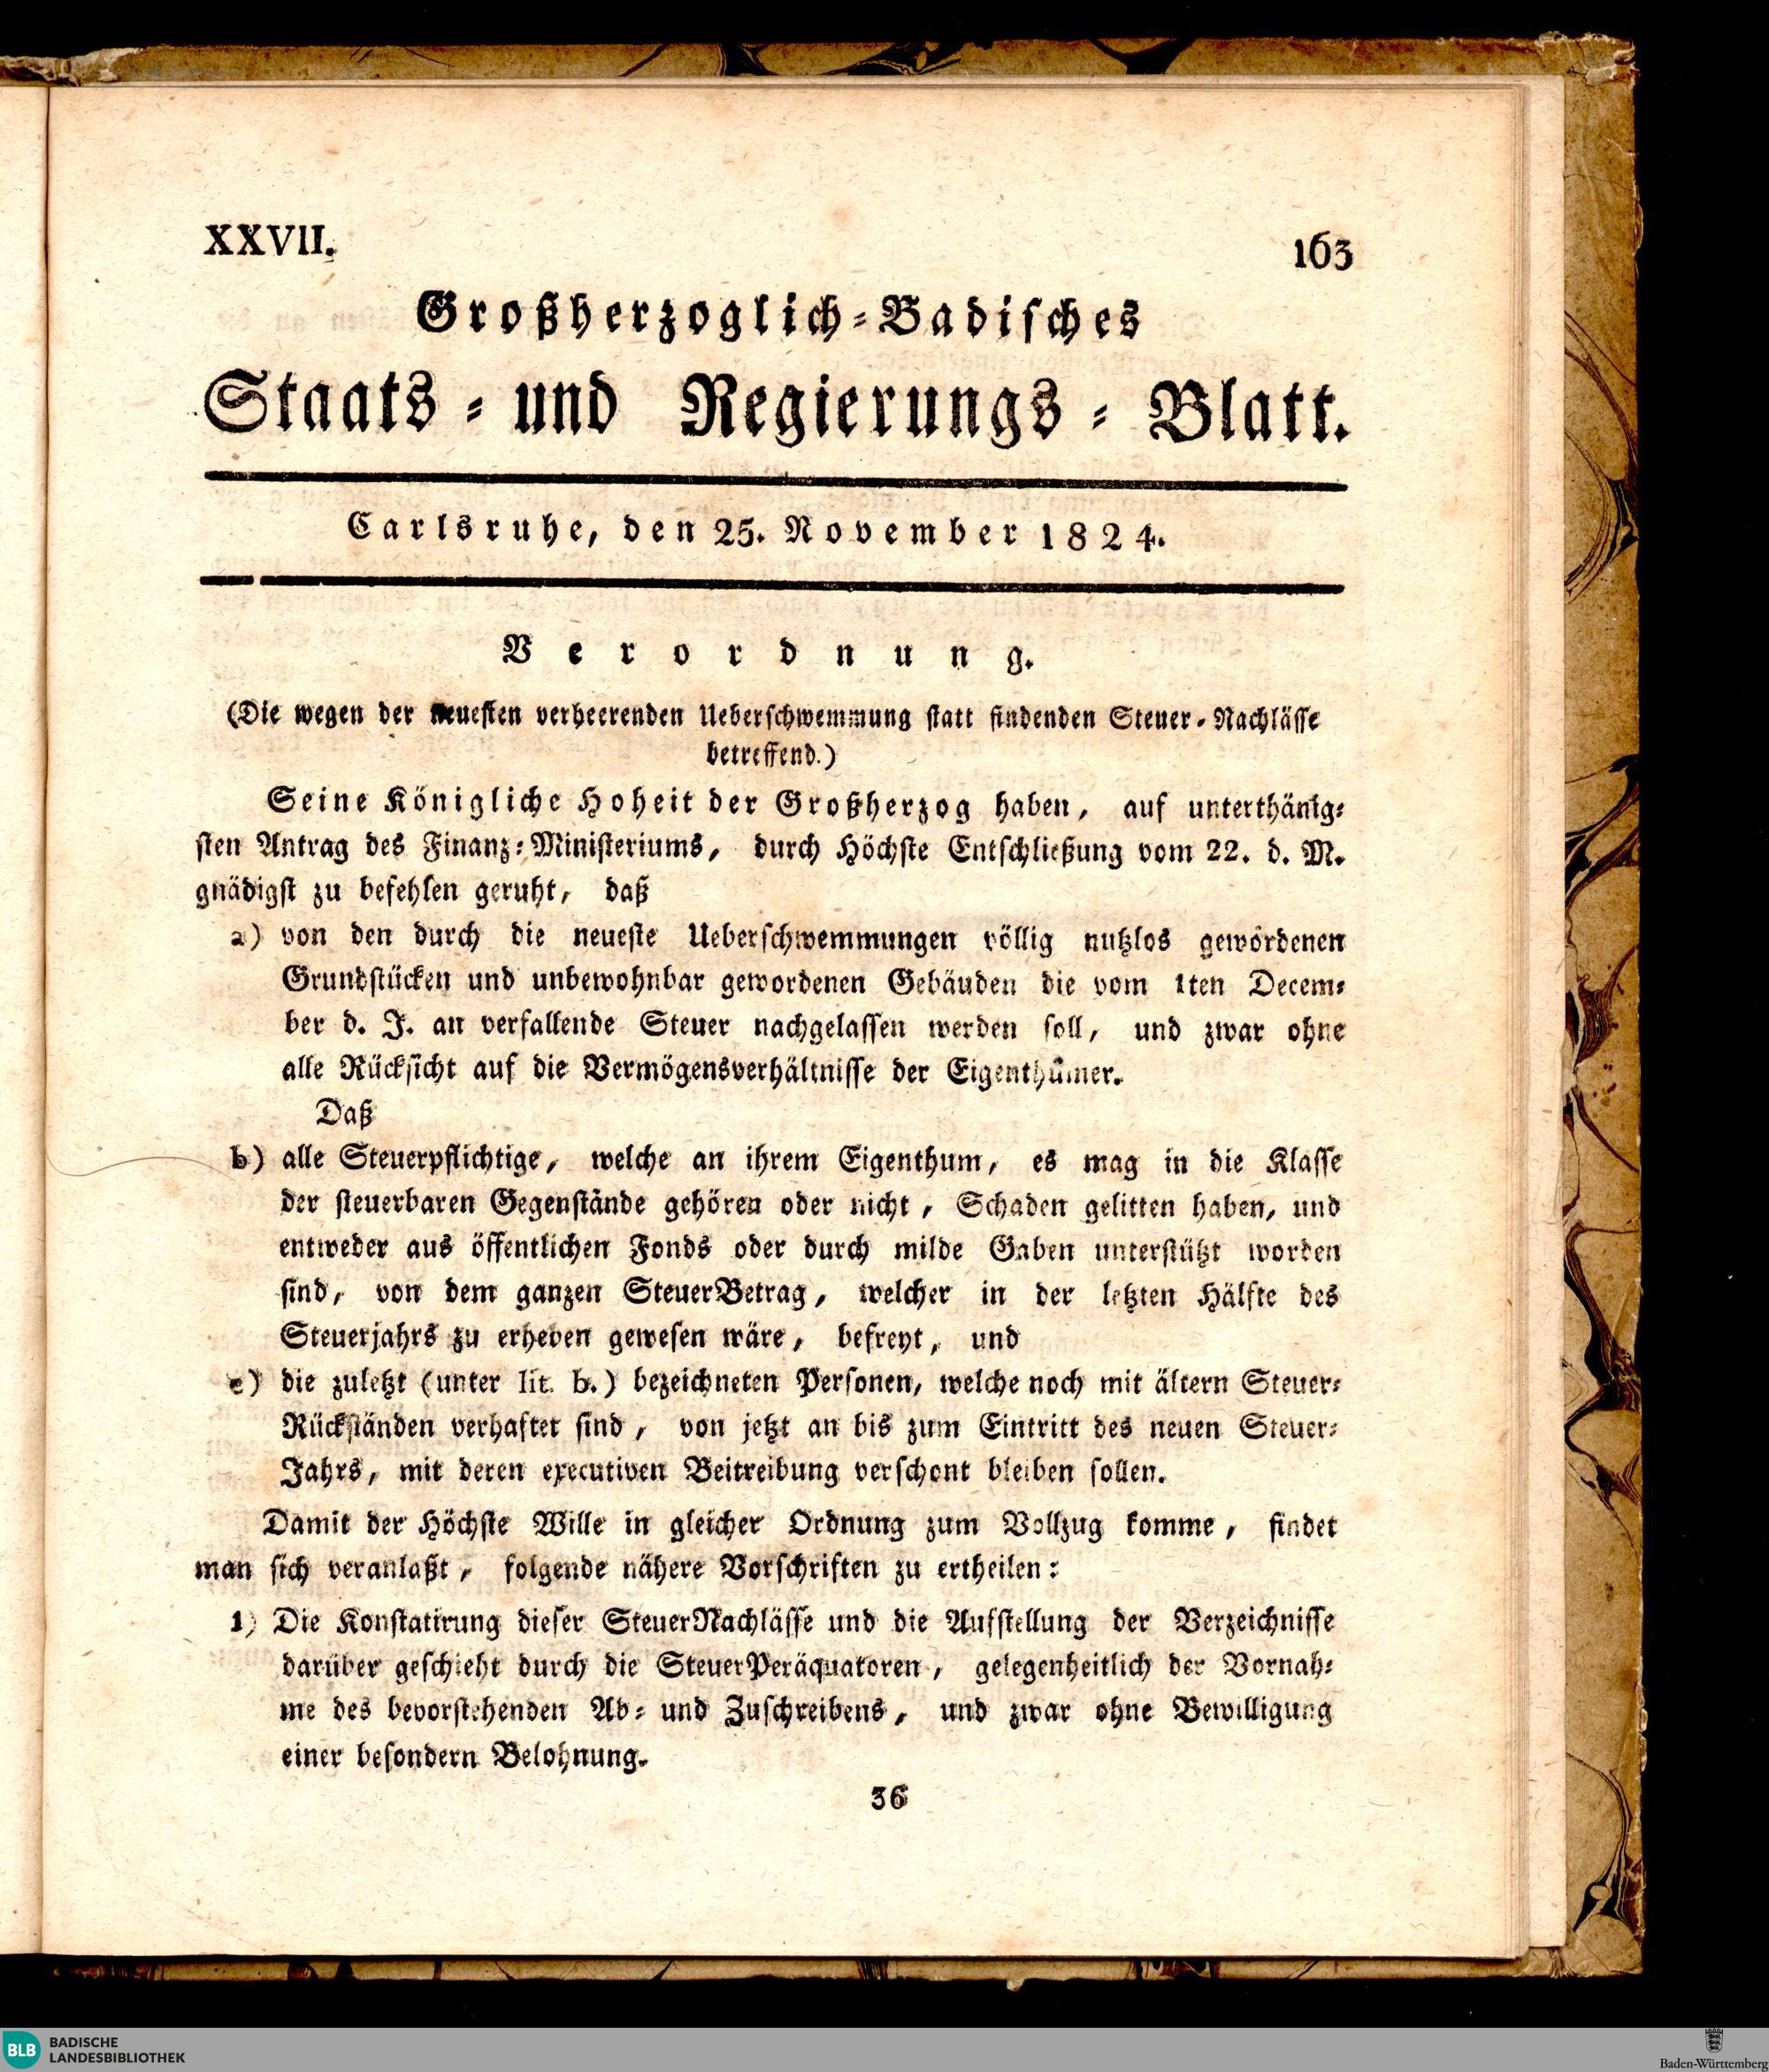 XXVII.
163
Großherzoglich-Badisches
Staats- und Regierungs-Blatt.
Carlsruhe, den 25. November 1824.
Verordnung.
(Die wegen der neuesten verheerenden Ueberschwemmung statt findenden Steuer-Nachlässe
betreffend.)
Seine Königliche Hoheit der Großherzog haben, auf unterthänig-
sten Antrag des Finanz-Ministeriums, durch Höchste Entschließung vom 22. d. M.
gnädigst zu befehlen geruht, daß
a) von den durch die neueste Ueberschwemmungen völlig nutzlos gewordenen
Grundstücken und unbewohnbar gewordenen Gebäuden die vom 1ten Decem-
ber d. J. an verfallende Steuer nachgelassen werden soll, und zwar ohne
alle Rücksicht auf die Vermögensverhältnisse der Eigenthümer.
Daß
b) alle Steuerpflichtige, welche an ihrem Eigenthum, es mag in die Klasse
der steuerbaren Gegenstände gehören oder nicht, Schaden gelitten haben, und
entweder aus öffentlichen Fonds oder durch milde Gaben unterstützt worden
sind, von dem ganzen SteuerBetrag, welcher in der letzten Hälfte des
Steuerjahrs zu erheben gewesen wäre, befreyt, und
c) die zuletzt (unter lit. b.) bezeichneten Personen, welche noch mit ältern Steuer-
Rückständen verhaftet sind, von jetzt an bis zum Eintritt des neuen Steuer-
Jahrs, mit deren executiven Beitreibung verschont bleiben sollen.
Damit der Höchste Wille in gleicher Ordnung zum Vollzug komme, findet
man sich veranlaßt, folgende nähere Vorschriften zu ertheilen:
1) Die Konstatirung dieser SteuerNachlässe und die Aufstellung der Verzeichnisse
darüber geschieht durch die SteuerPeräquatoren, gelegenheitlich der Vornah-
me des bevorstehenden Ab- und Zuschreibens, und zwar ohne Bewilligung
einer besondern Belohnung.
36
BLB BADISCHE
LANDESBIBLIOTHEK
Baden-Württemberg